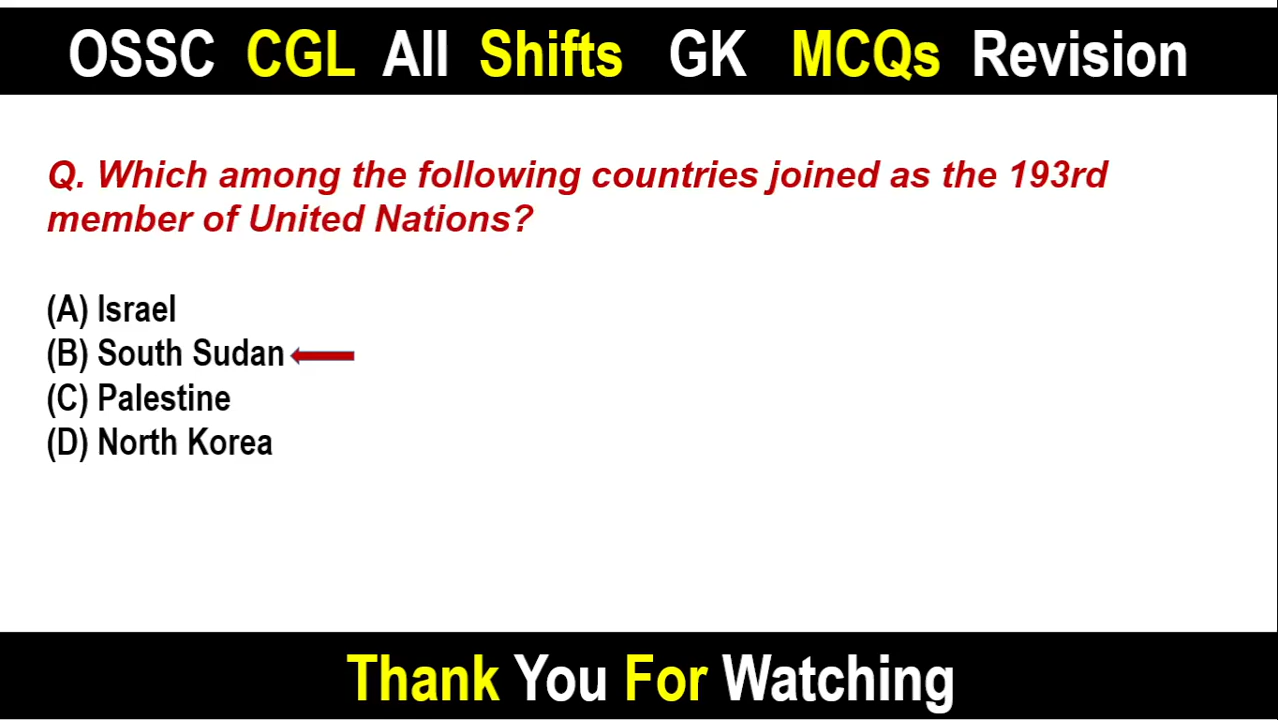 OSSC CGL All Shifts GK MCQs Revision
Q. Which among the following countries joined as the 193rd
member of United Nations?
(A) Israel
(B) South Sudan
(C) Palestine
(D) North Korea
Thank You For Watching